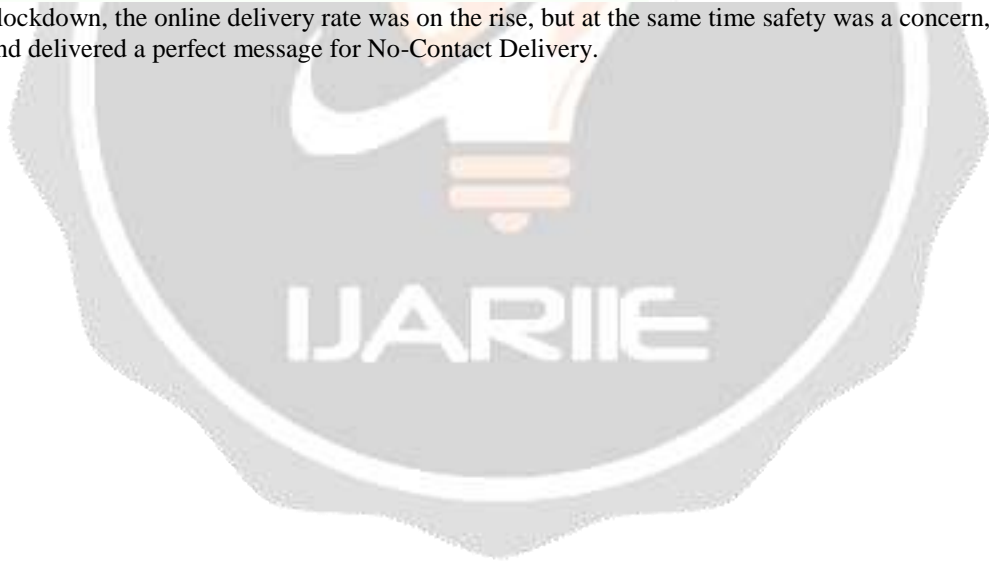 lockdown, the online delivery rate was on the rise, but at the same time safety was a concern,
nd delivered a perfect message for No-Contact Delivery.
IJARIIE